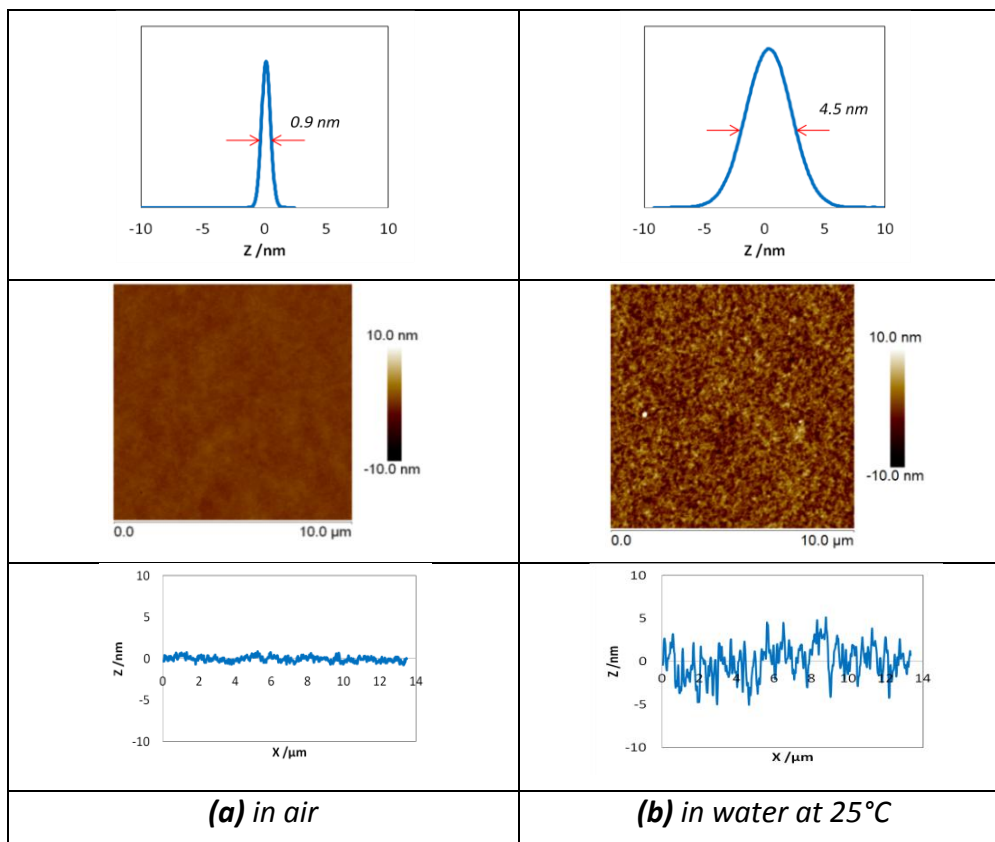 0.9 nm
-10 -5 0 5 10
Z /nm
4.5 nm
-10 -5 0 5 10
Z /nm
10.0 nm
-10.0 nm
0.0 10.0 µm
10.0 nm
-10.0 nm
0.0 10.0 µm
10
5
0
-5
-10
Z /nm
0 2 4 6 8 10 12 14
X /µm
10
5
0
-5
-10
Z /nm
0 2 4 6 8 10 12 14
X /µm
(a) in air
(b) in water at 25°C